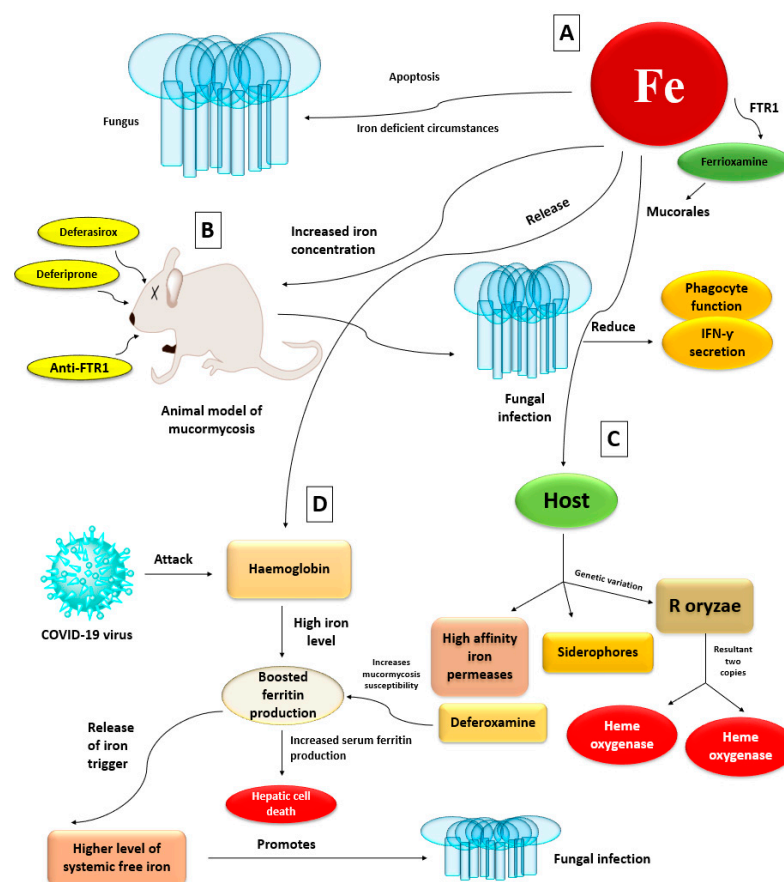 A
Fe
Apoptosis
Fungus
Iron deficient circumstances
FTR1
Ferrioxamine
Mucorales
Release
Deferasirox
B
Increased iron
concentration
Deferiprone
Anti-FTR1
Phagocyte
function
IFN-γ
secretion
Reduce
Animal model of
mucormycosis
Fungal
infection
C
Host
D
COVID-19 virus
Attack
Haemoglobin
Genetic variation
R oryzae
High iron
level
High affinity
iron
permeases
Siderophores
Resultant
two
copies
Increases
mucormycosis
susceptibility
Boosted
ferritin
production
Deferoxamine
Heme
oxygenase
Heme
oxygenase
Release
of iron
trigger
Increased serum ferritin
production
Hepatic cell
death
Higher level of
systemic free iron
Promotes
Fungal infection